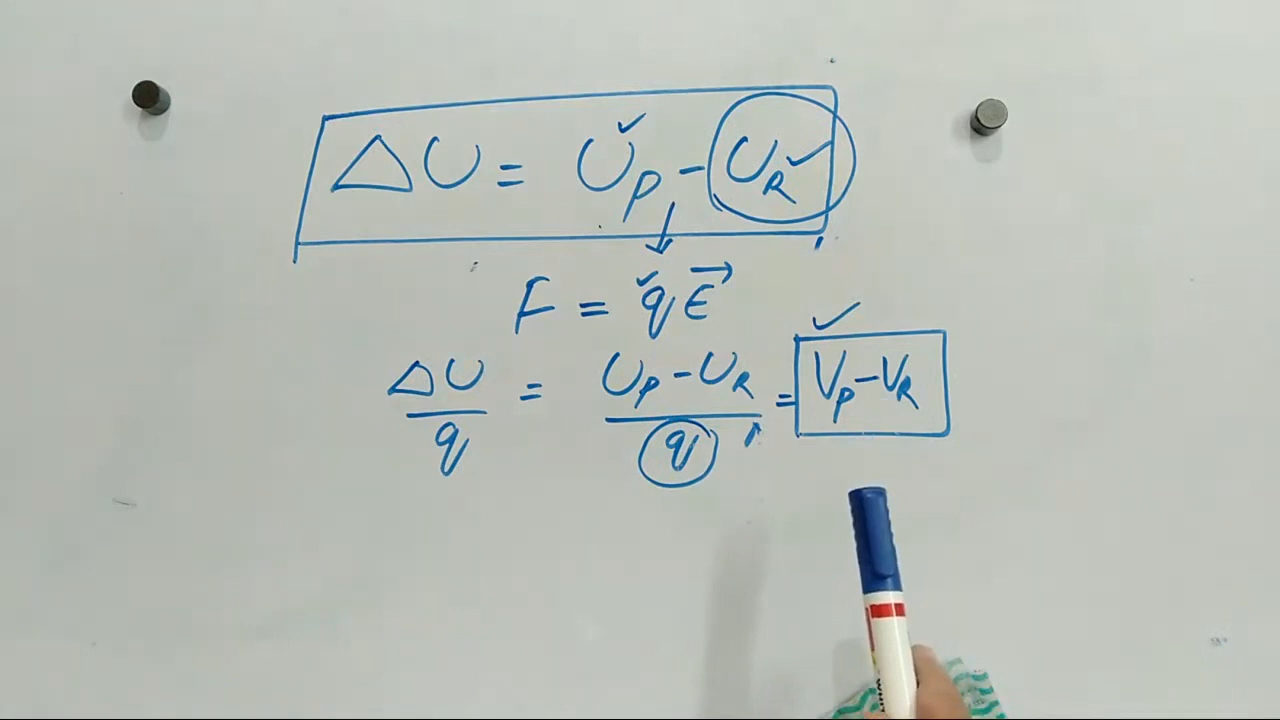 ΔU = U_P - U_R
F = qE⃗
ΔU/q = (U_P - U_R)/q = V_P - V_R